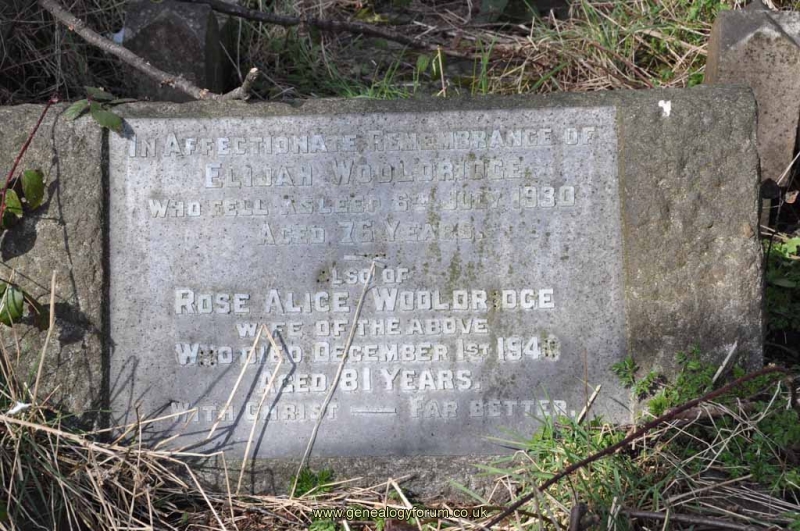 In Affectionate Remembrance of
Elijah Wooldridge
Who fell asleep 6th July 1930
Aged 76 Years.
Also of
Rose Alice Wooldridge
Wife of the above
Who died December 1st
Aged 81 Years.
With Christ — Far Better.
www.genealogyforum.co.uk